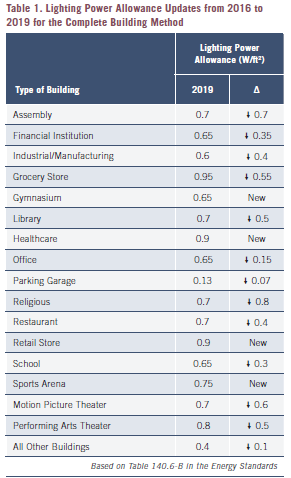 Table 1. Lighting Power Allowance Updates from 2016 to
2019 for the Complete Building Method
Lighting Power
Allowance (W/ft²)
Type of Building 2019 Δ
Assembly 0.7 ↓ 0.7
Financial Institution 0.65 ↓ 0.35
Industrial/Manufacturing 0.6 ↓ 0.4
Grocery Store 0.95 ↓ 0.55
Gymnasium 0.65 New
Library 0.7 ↓ 0.5
Healthcare 0.9 New
Office 0.65 ↓ 0.15
Parking Garage 0.13 ↓ 0.07
Religious 0.7 ↓ 0.8
Restaurant 0.7 ↓ 0.4
Retail Store 0.9 New
School 0.65 ↓ 0.3
Sports Arena 0.75 New
Motion Picture Theater 0.7 ↓ 0.6
Performing Arts Theater 0.8 ↓ 0.5
All Other Buildings 0.4 ↓ 0.1
Based on Table 140.6-B in the Energy Standards